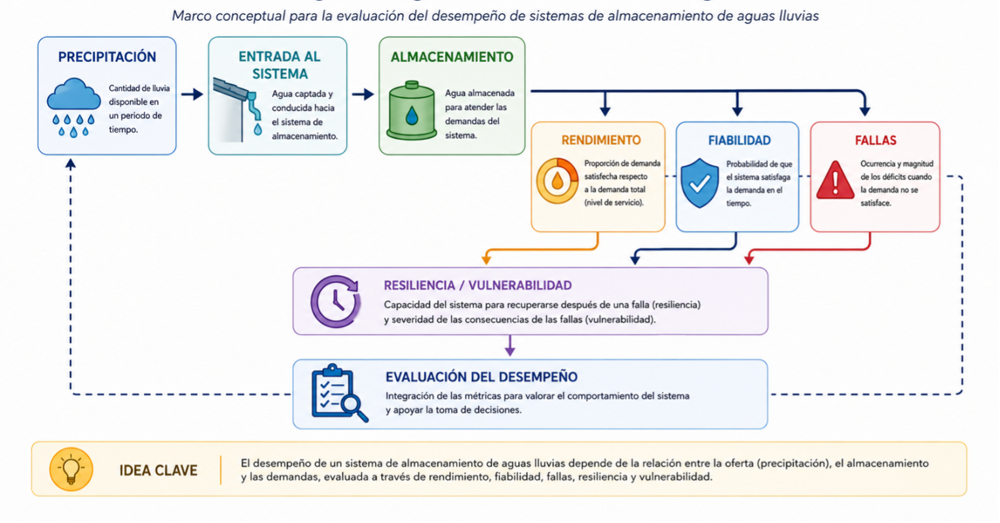 Marco conceptual para la evaluación del desempeño de sistemas de almacenamiento de aguas lluvias
PRECIPITACIÓN
Cantidad de lluvia
disponible en
un periodo de
tiempo.
ENTRADA AL
SISTEMA
Agua captada y
conducida hacia
el sistema de
almacenamiento.
ALMACENAMIENTO
Agua almacenada
para atender las
demandas del
sistema.
RENDIMIENTO
Proporción de demanda
satisfecha respecto
a la demanda total
(nivel de servicio).
FIABILIDAD
Probabilidad de que
el sistema satisfaga
la demanda en el
tiempo.
FALLAS
Ocurrencia y magnitud
de los déficits cuando
la demanda no se
satisface.
RESILIENCIA / VULNERABILIDAD
Capacidad del sistema para recuperarse después de una falla (resiliencia)
y severidad de las consecuencias de las fallas (vulnerabilidad).
EVALUACIÓN DEL DESEMPEÑO
Integración de las métricas para valorar el comportamiento del sistema
y apoyar la toma de decisiones.
IDEA CLAVE
El desempeño de un sistema de almacenamiento de aguas lluvias depende de la relación entre la oferta (precipitación), el almacenamiento
y las demandas, evaluada a través de rendimiento, fiabilidad, fallas, resiliencia y vulnerabilidad.